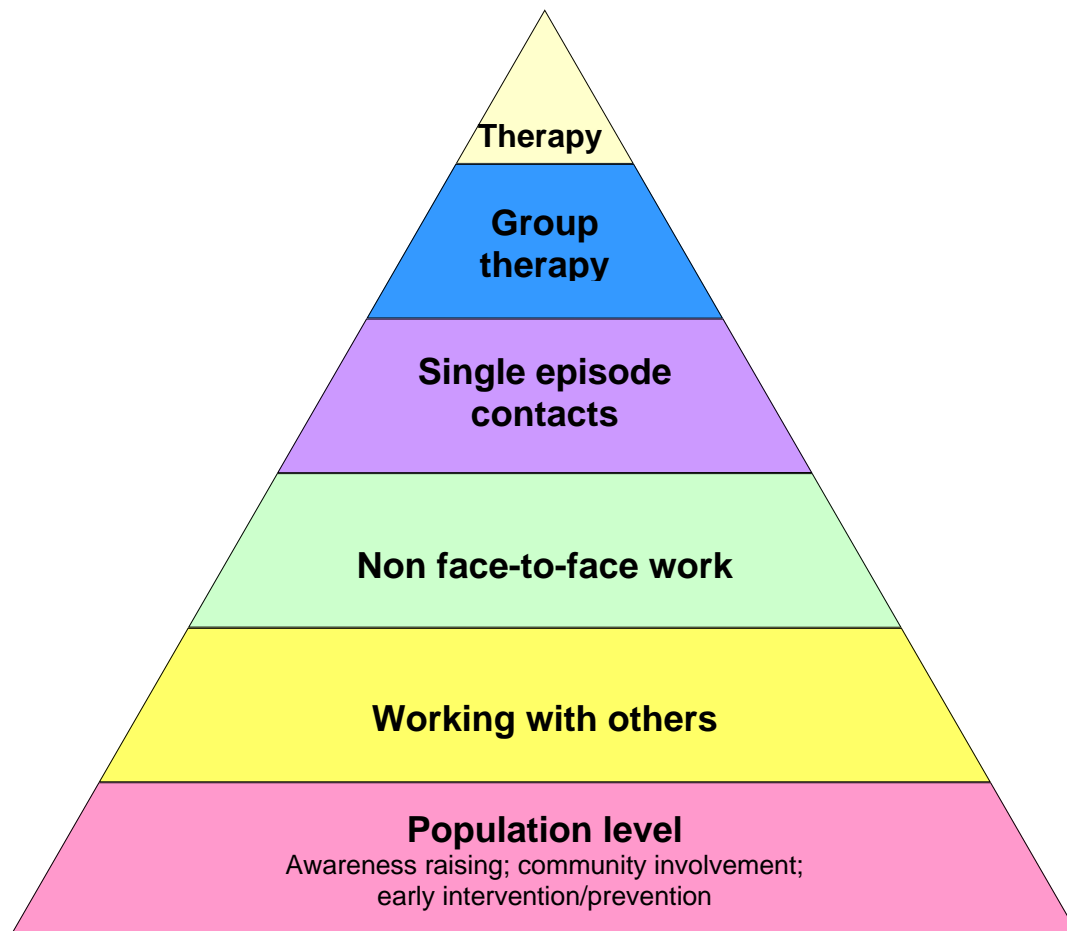 Therapy
Group
therapy
Single episode
contacts
Non face-to-face work
Working with others
Population level
Awareness raising; community involvement;
early intervention/prevention